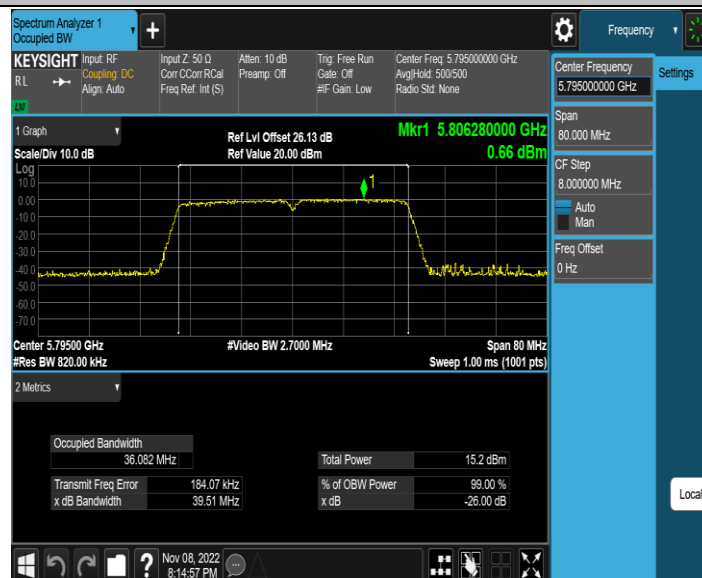 Spectrum Analyzer 1
Occupied BW
+
Frequency
KEYSIGHT
RL
Input: RF
Coupling: DC
Align: Auto
Input Z: 50 Ω
Corr CCorr RCal
Freq Ref: Int (S)
Atten: 10 dB
Preamp: Off
Trig: Free Run
Gate: Off
#IF Gain: Low
Center Freq: 5.795000000 GHz
Avg|Hold: 500/500
Radio Std: None
Center Frequency
5.795000000 GHz
Settings
Span
80.000 MHz
CF Step
8.000000 MHz
Auto
Man
Freq Offset
0 Hz
1 Graph
Scale/Div 10.0 dB
Ref Lvl Offset 26.13 dB
Ref Value 20.00 dBm
Mkr1 5.806280000 GHz
0.66 dBm
Log
10.0
0.00
-10.0
-20.0
-30.0
-40.0
-50.0
-60.0
-70.0
1
Center 5.79500 GHz
#Video BW 2.7000 MHz
Span 80 MHz
#Res BW 820.00 kHz
Sweep 1.00 ms (1001 pts)
2 Metrics
Occupied Bandwidth
36.082 MHz
Total Power 15.2 dBm
Transmit Freq Error 184.07 kHz
% of OBW Power 99.00 %
x dB Bandwidth 39.51 MHz
x dB -26.00 dB
Local
?
Nov 08, 2022
8:14:57 PM